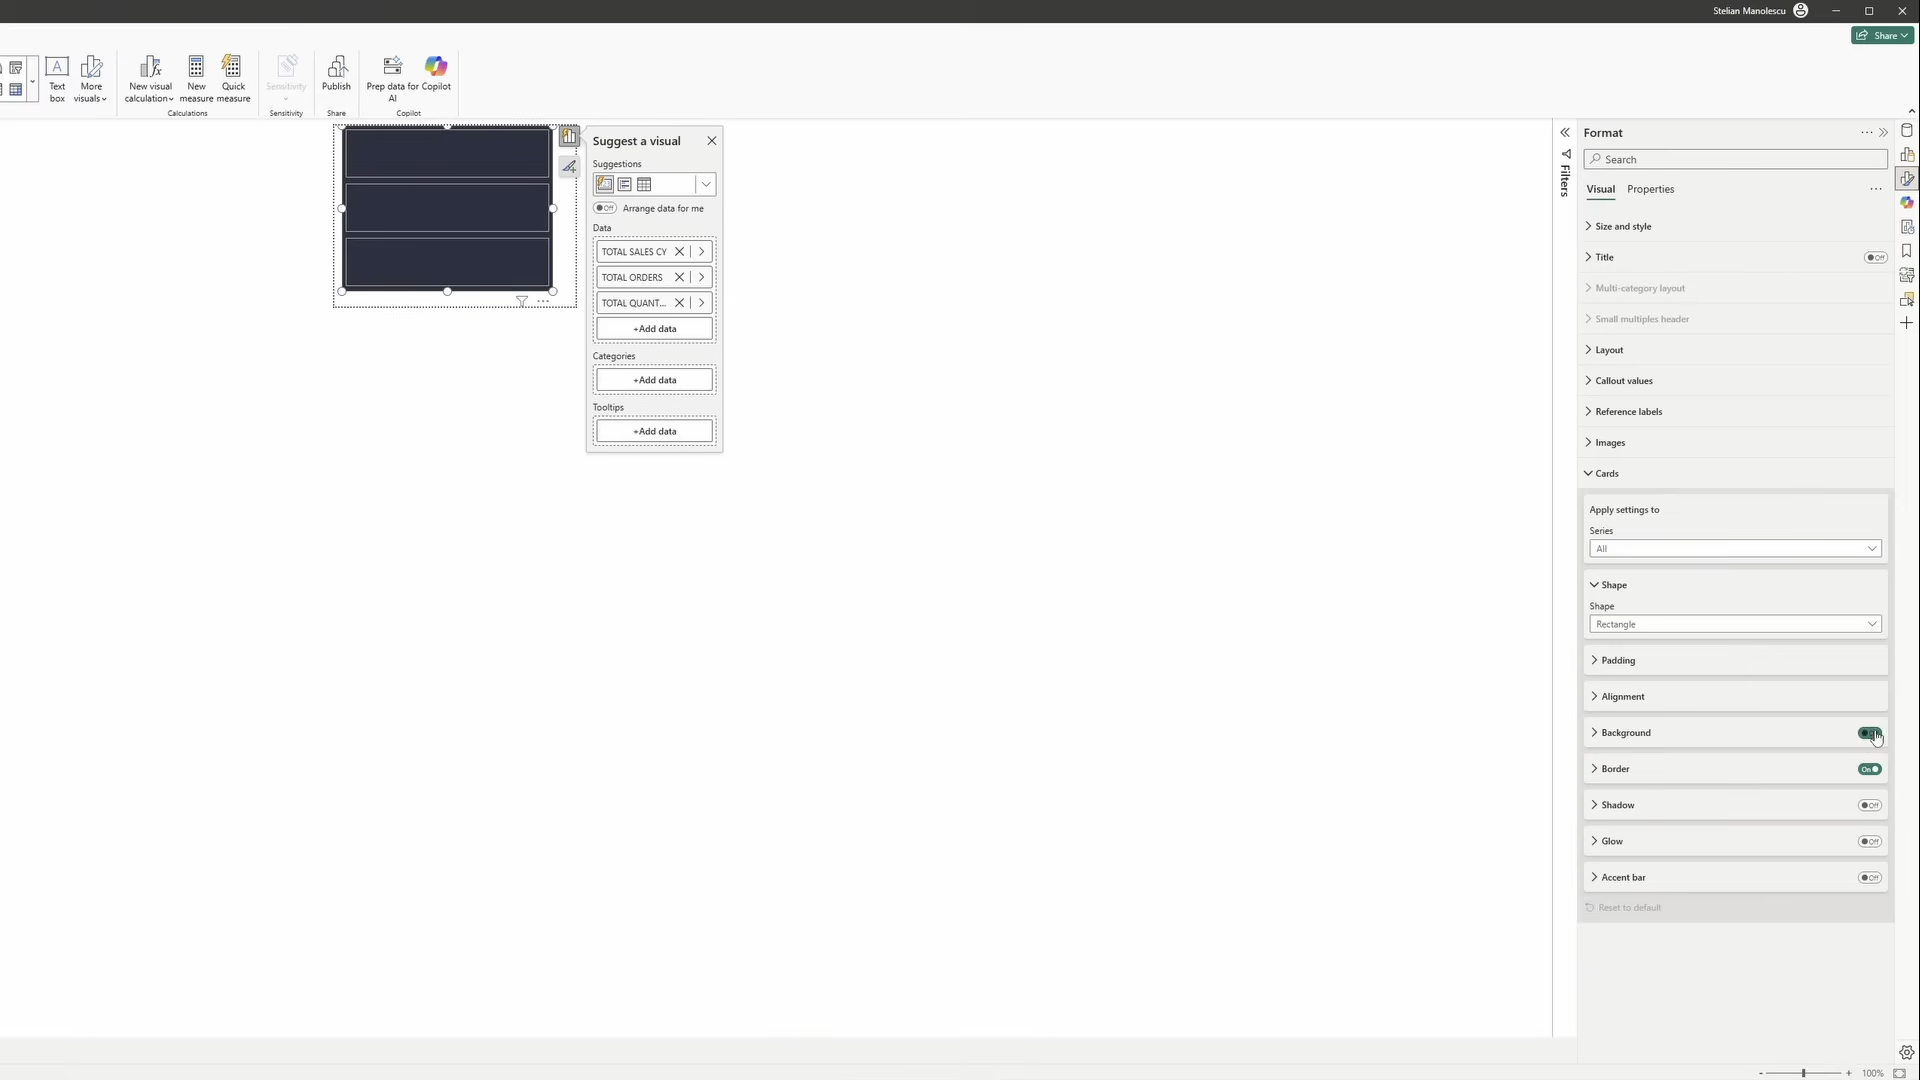 Stelian Manolescu
Share
Text box
More visuals
New visual calculation
New measure
Quick measure
Calculations
Sensitivity
Sensitivity
Publish
Share
Prep data for AI
Copilot
Copilot
Suggest a visual
Suggestions
Off
Arrange data for me
Data
TOTAL SALES CY
TOTAL ORDERS
TOTAL QUANT...
+Add data
Categories
+Add data
Tooltips
+Add data
Filters
Format
Search
Visual
Properties
Size and style
Title
Off
Multi-category layout
Small multiples header
Layout
Callout values
Reference labels
Images
Cards
Apply settings to
Series
All
Shape
Shape
Rectangle
Padding
Alignment
Background
Border
On
Shadow
Off
Glow
Off
Accent bar
Off
Reset to default
100%